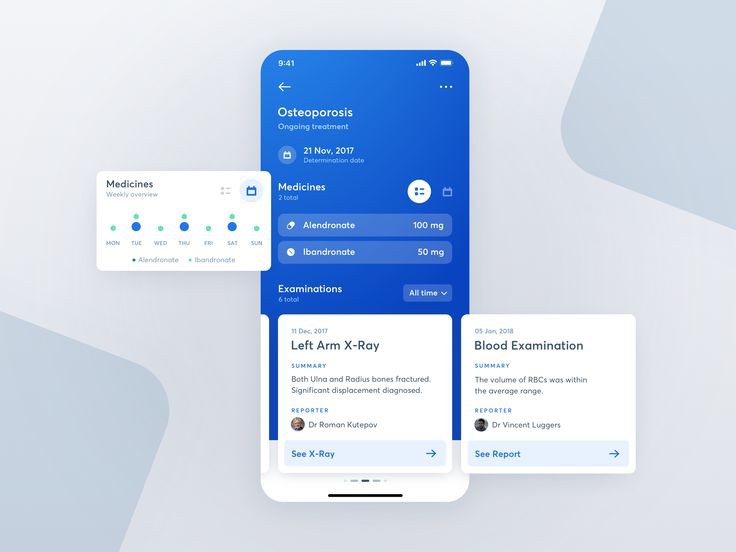 9:41
Osteoporosis
Ongoing treatment
21 Nov, 2017
Determination date
Medicines
2 total
Alendronate 100 mg
Ibandronate 50 mg
Medicines
Weekly overview
MON TUE WED THU FRI SAT SUN
Alendronate Ibandronate
Examinations
6 total
All time
11 Dec, 2017
Left Arm X-Ray
SUMMARY
Both Ulna and Radius bones fractured.
Significant displacement diagnosed.
REPORTER
Dr Roman Kutepov
See X-Ray
05 Jan, 2018
Blood Examination
SUMMARY
The volume of RBCs was within
the average range.
REPORTER
Dr Vincent Luggers
See Report